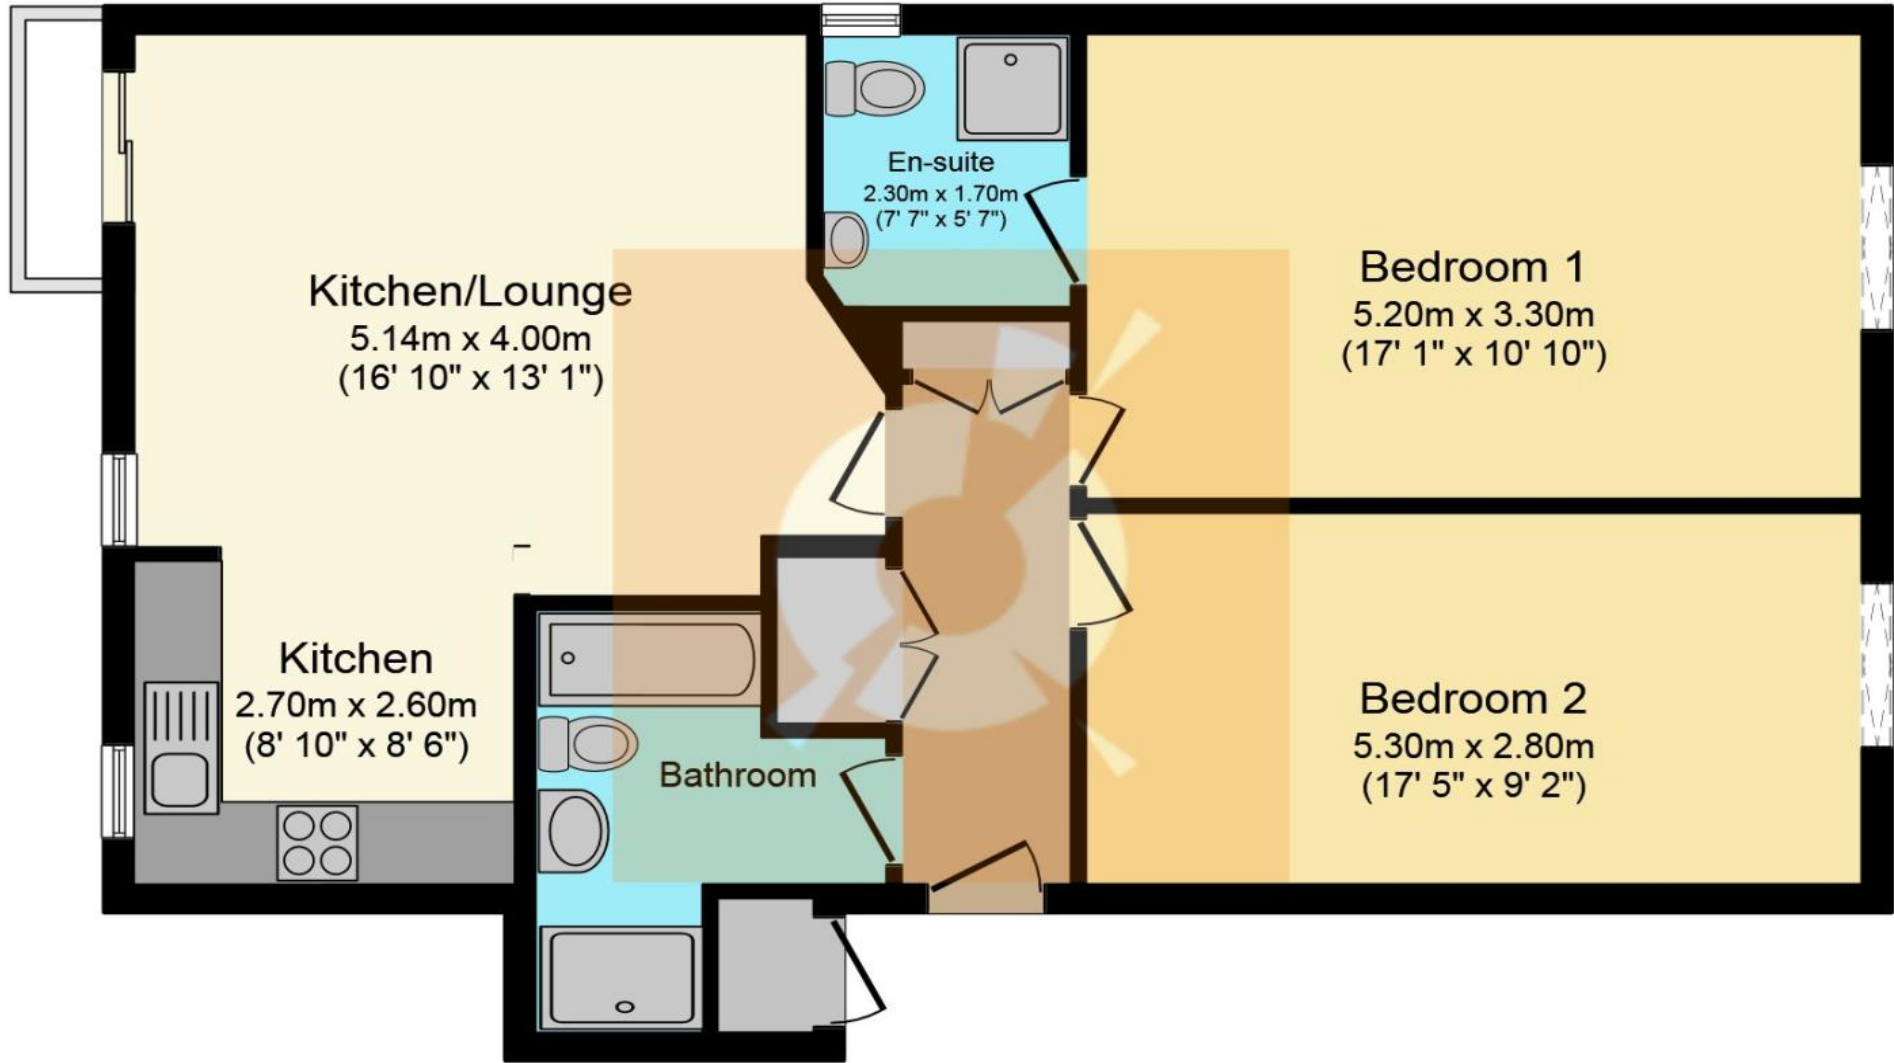 En-suite
2.30m x 1.70m
(7' 7" x 5' 7")
Kitchen/Lounge
5.14m x 4.00m
(16' 10" x 13' 1")
Bedroom 1
5.20m x 3.30m
(17' 1" x 10' 10")
Kitchen
2.70m x 2.60m
(8' 10" x 8' 6")
Bathroom
Bedroom 2
5.30m x 2.80m
(17' 5" x 9' 2")